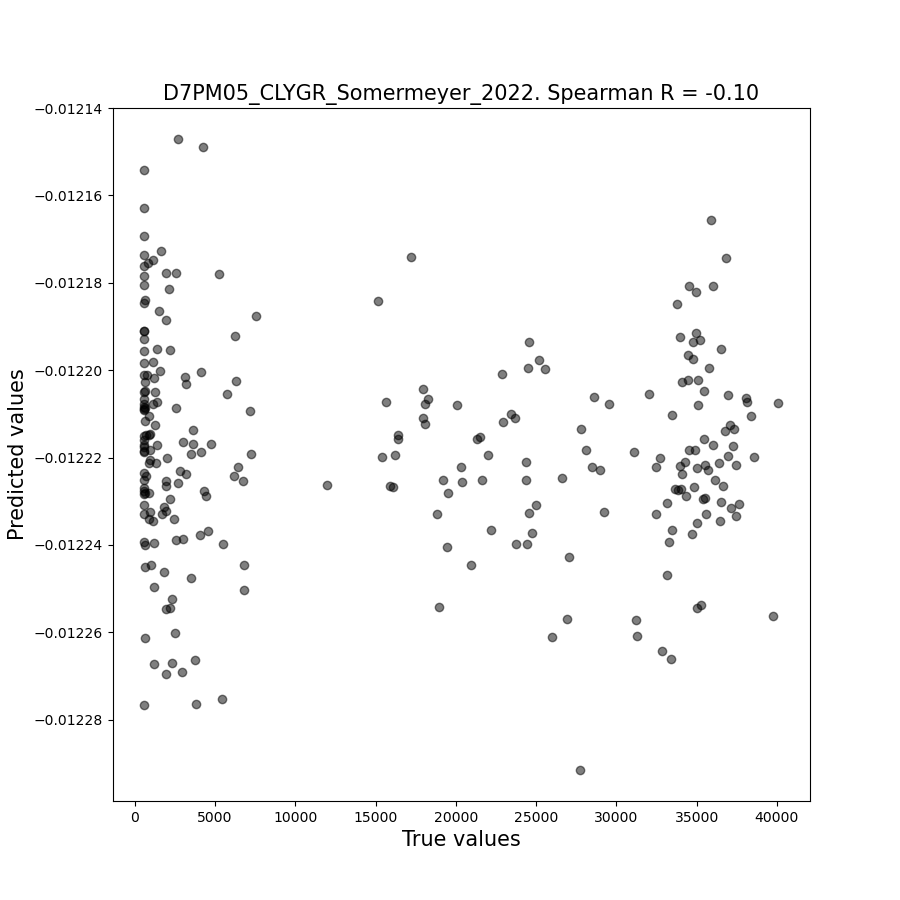 D7PM05_CLYGR_Somermeyer_2022. Spearman R = -0.10
−0.01214
−0.01216
−0.01218
−0.01220
−0.01222
−0.01224
−0.01226
−0.01228
Predicted values
0 5000 10000 15000 20000 25000 30000 35000 40000
True values